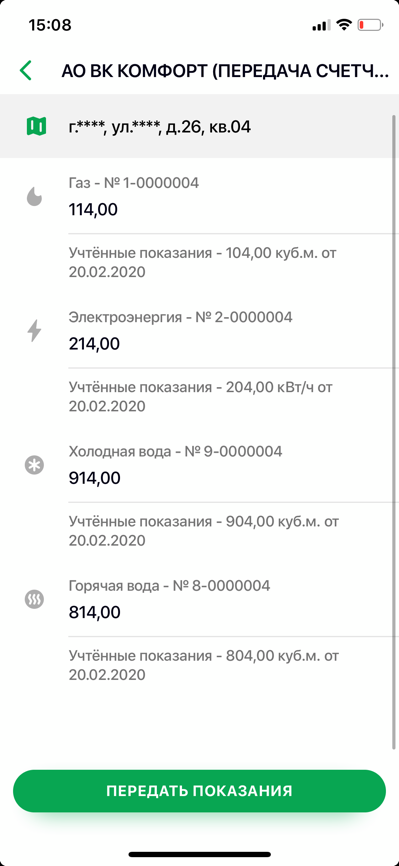 15:08
АО ВК КОМФОРТ (ПЕРЕДАЧА СЧЕТЧ...
г.****, ул.****, д.26, кв.04
Газ - № 1-0000004
114,00
Учтённые показания - 104,00 куб.м. от
20.02.2020
Электроэнергия - № 2-0000004
214,00
Учтённые показания - 204,00 кВт/ч от
20.02.2020
Холодная вода - № 9-0000004
914,00
Учтённые показания - 904,00 куб.м. от
20.02.2020
Горячая вода - № 8-0000004
814,00
Учтённые показания - 804,00 куб.м. от
20.02.2020
ПЕРЕДАТЬ ПОКАЗАНИЯ